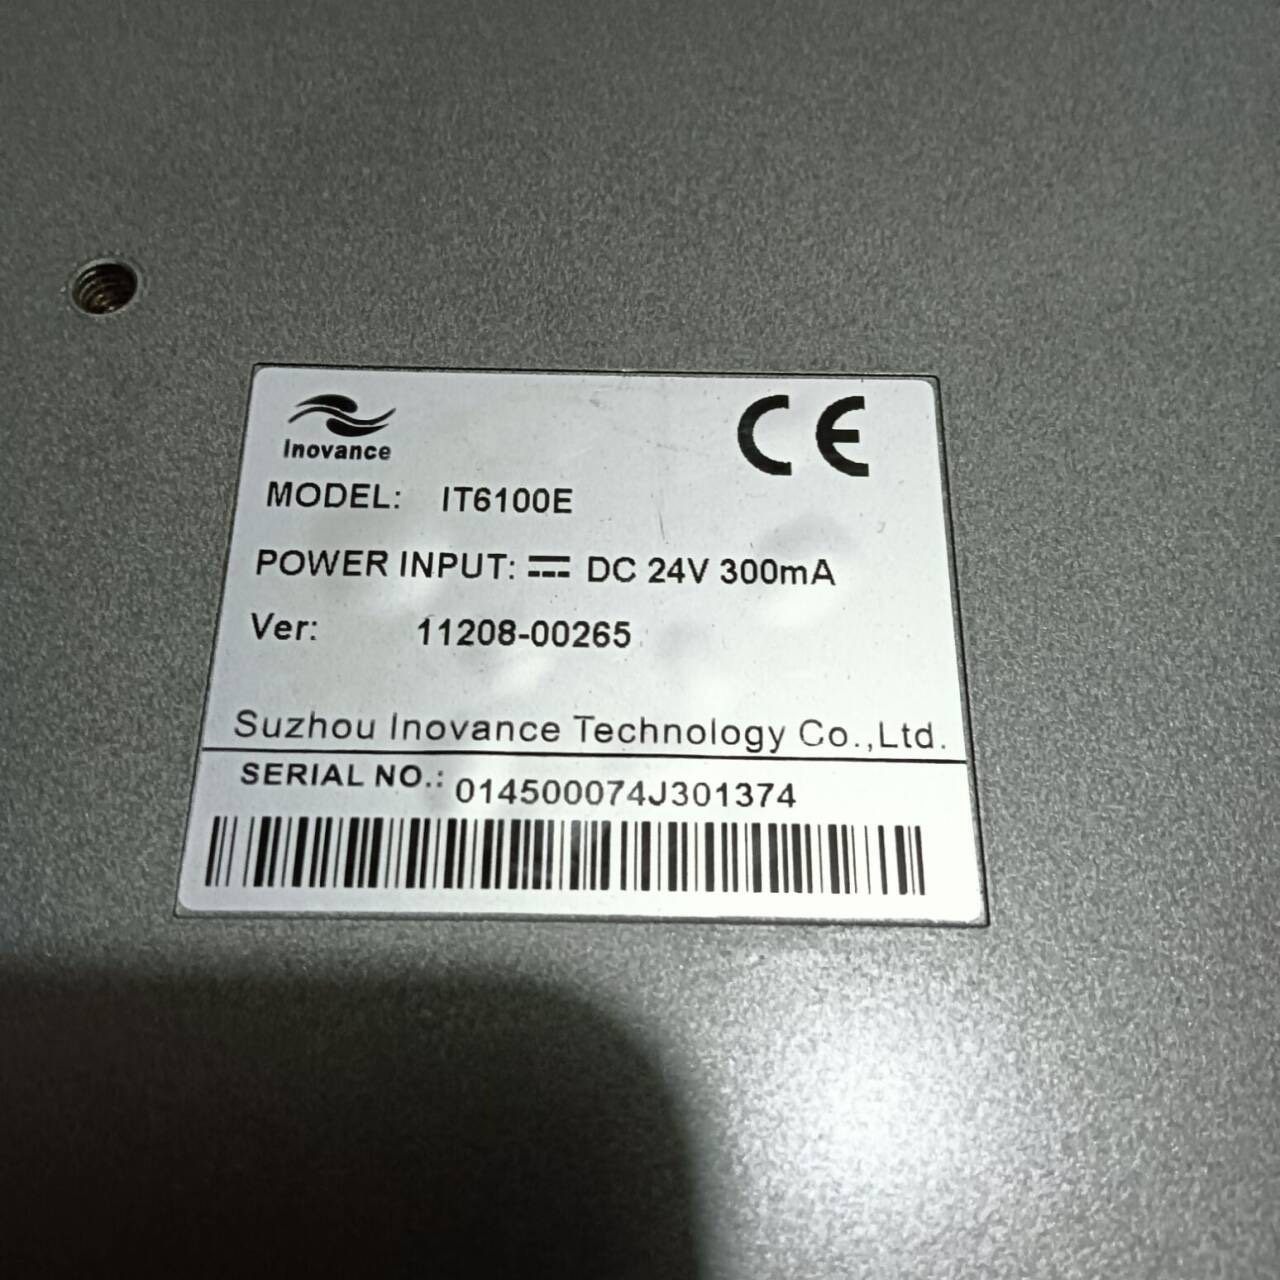 Inovance
CE
MODEL: IT6100E
POWER INPUT: ⎓ DC 24V 300mA
Ver: 11208-00265
Suzhou Inovance Technology Co.,Ltd.
SERIAL NO.: 014500074J301374